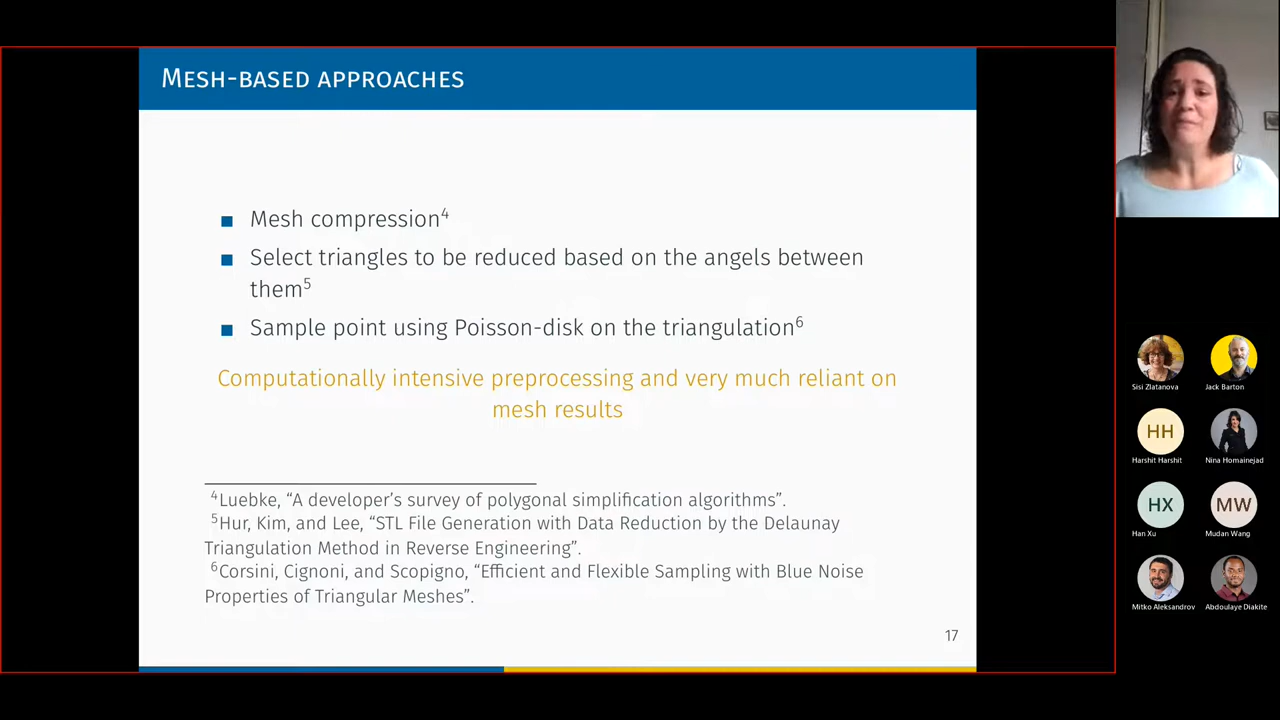 Mesh-based approaches
Mesh compression4
Select triangles to be reduced based on the angels between
them5
Sample point using Poisson-disk on the triangulation6
Computationally intensive preprocessing and very much reliant on
mesh results
4Luebke, “A developer’s survey of polygonal simplification algorithms”.
5Hur, Kim, and Lee, “STL File Generation with Data Reduction by the Delaunay
Triangulation Method in Reverse Engineering”.
6Corsini, Cignoni, and Scopigno, “Efficient and Flexible Sampling with Blue Noise
Properties of Triangular Meshes”.
17
Sisi Zlatanova
Jack Barton
HH
Harshit Harshit
Nina Homainejad
HX
Han Xu
MW
Mudan Wang
Mitko Aleksandrov
Abdoulaye Diakite